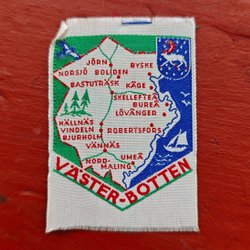 JÖRN
BYSKE
NORSJÖ BOLIDEN
BASTUTRÄSK KÅGE
SKELLEFTEÅ
BUREÅ
LÖVÅNGER
HÄLLNÄS
VINDELN ROBERTSFORS
BJURHOLM
VÄNNÄS
NORD- UMEÅ
MALING
VÄSTER-BOTTEN